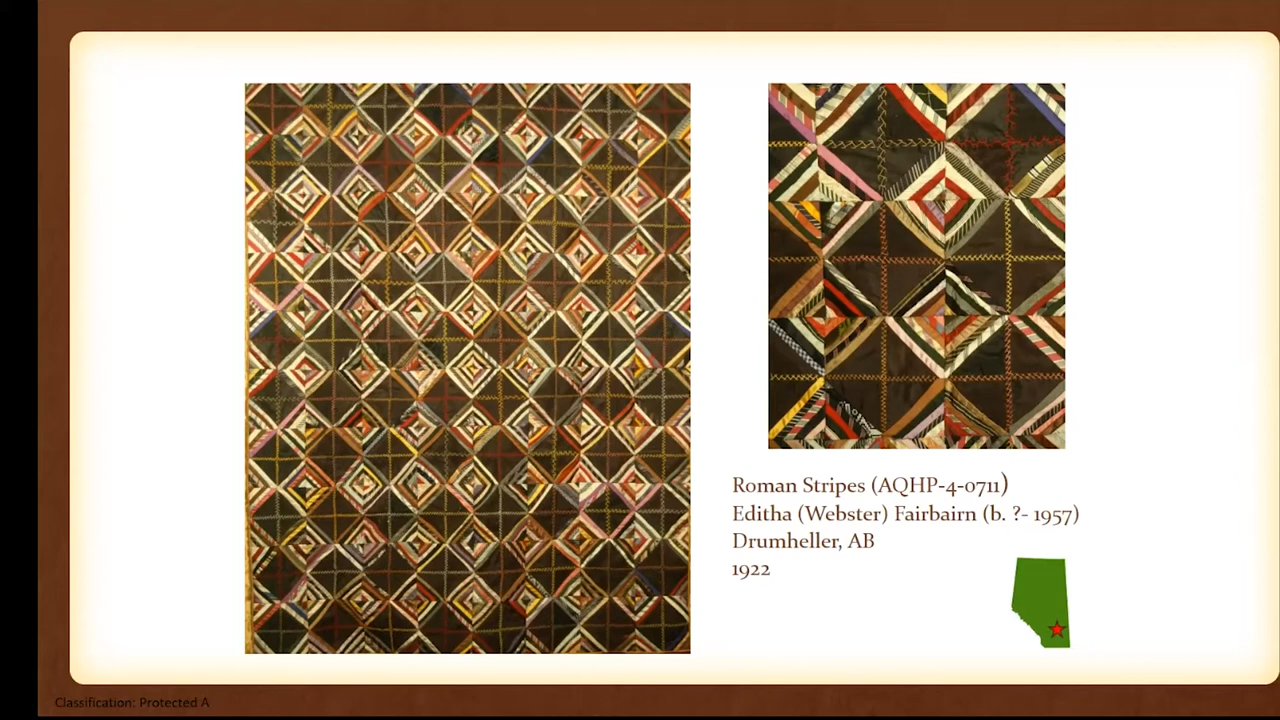 Roman Stripes (AQHP-4-0711)
Editha (Webster) Fairbairn (b. ?- 1957)
Drumheller, AB
1922
Classification: Protected A